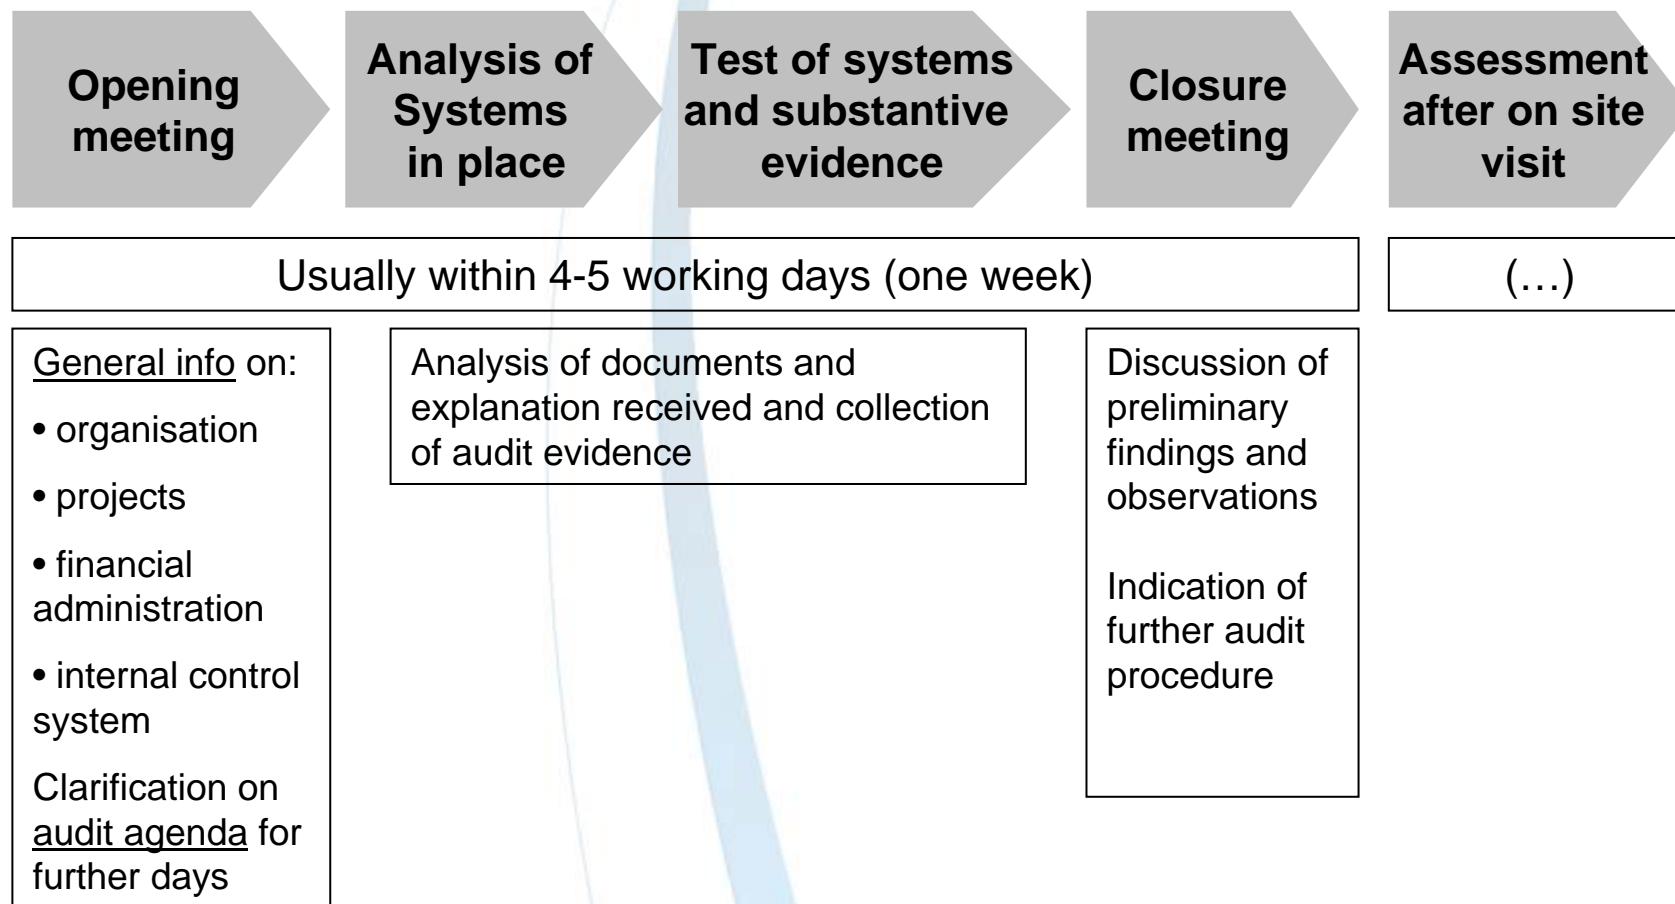 Opening
meeting
Analysis of
Systems
in place
Test of systems
and substantive
evidence
Closure
meeting
Assessment
after on site
visit
Usually within 4-5 working days (one week)
(…)
General info on:
• organisation
• projects
• financial
administration
• internal control
system
Clarification on
audit agenda for
further days
Analysis of documents and
explanation received and collection
of audit evidence
Discussion of
preliminary
findings and
observations
Indication of
further audit
procedure